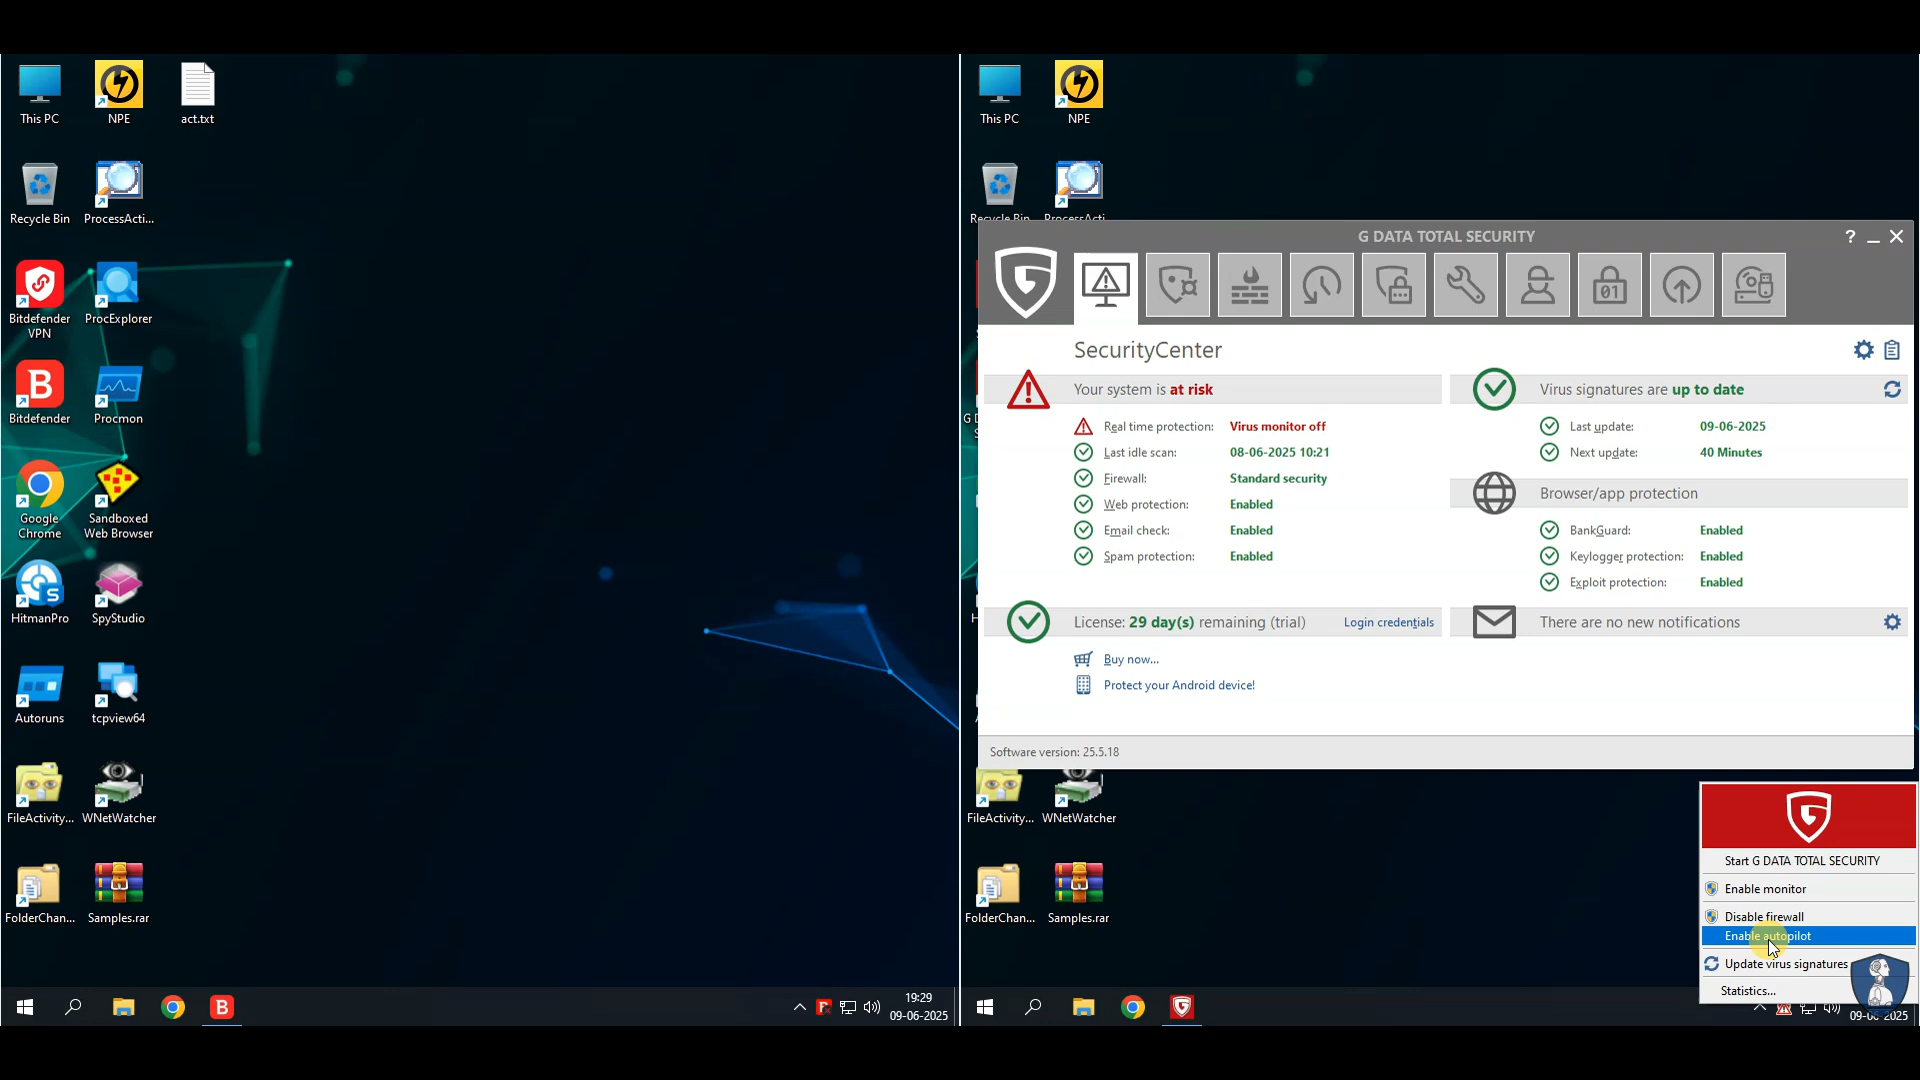 This PC
NPE
act.txt
Recycle Bin
ProcessActi...
Bitdefender
VPN
ProcExplorer
Bitdefender
Procmon
Google
Chrome
Sandboxed
Web Browser
HitmanPro
SpyStudio
Autoruns
tcpview64
FileActivity...
WNetWatcher
FolderChan...
Samples.rar
19:29
09-06-2025
This PC
NPE
Recycle Bin
ProcessActi...
G DATA TOTAL SECURITY
?
01
SecurityCenter
Your system is at risk
Real time protection: Virus monitor off
Last idle scan: 08-06-2025 10:21
Firewall: Standard security
Web protection: Enabled
Email check: Enabled
Spam protection: Enabled
Virus signatures are up to date
Last update: 09-06-2025
Next update: 40 Minutes
Browser/app protection
BankGuard: Enabled
Keylogger protection: Enabled
Exploit protection: Enabled
License: 29 day(s) remaining (trial) Login credentials
Buy now...
Protect your Android device!
There are no new notifications
Software version: 25.5.18
FileActivity...
WNetWatcher
FolderChan...
Samples.rar
Start G DATA TOTAL SECURITY
Enable monitor
Disable firewall
Enable autopilot
Update virus signatures
Statistics...
09-06-2025